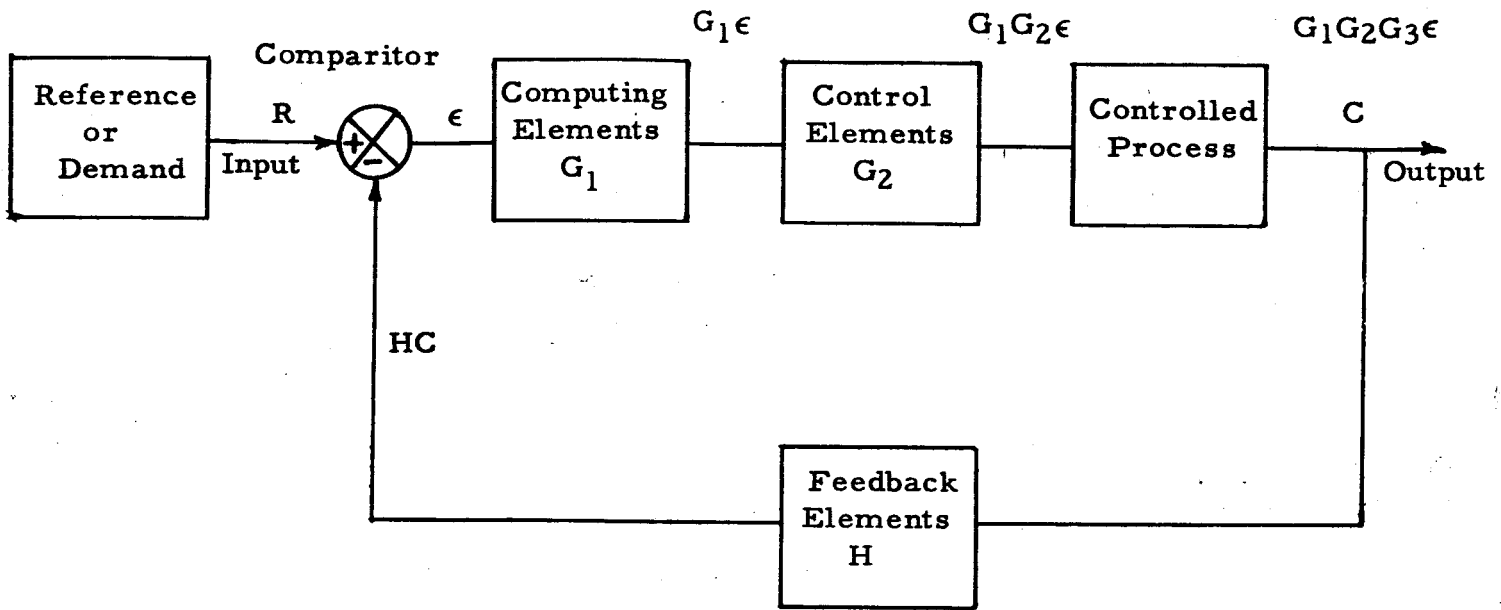 G₁ϵ
G₁G₂ϵ
G₁G₂G₃ϵ
Comparitor
Reference
or
Demand
R
Input
+
-
ϵ
Computing
Elements
G₁
Control
Elements
G₂
Controlled
Process
C
Output
HC
Feedback
Elements
H